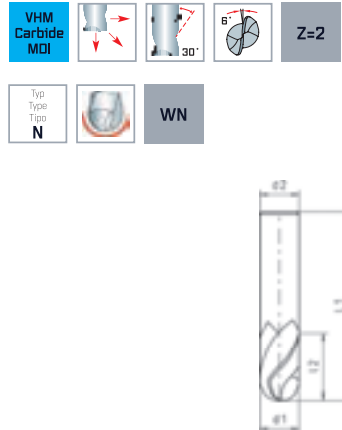 VHM
Carbide
MDI
30°
6°
Z=2
Typ
Type
Tipo
N
WN
d2
L1
L2
d1